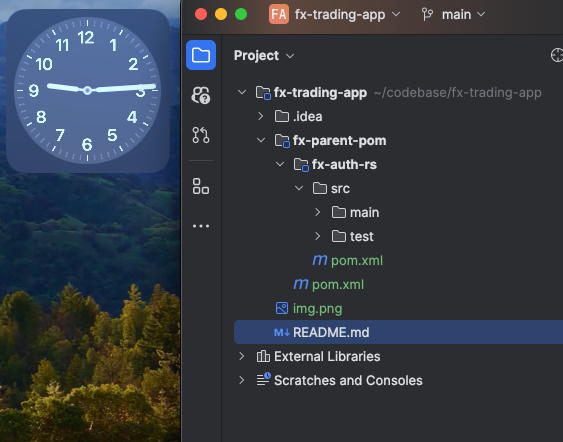 12
11 1
10 2
9 3
8 4
7 5
6
FA fx-trading-app main
Project
fx-trading-app ~/codebase/fx-trading-app
.idea
fx-parent-pom
fx-auth-rs
src
main
test
m pom.xml
m pom.xml
img.png
M↓ README.md
External Libraries
Scratches and Consoles